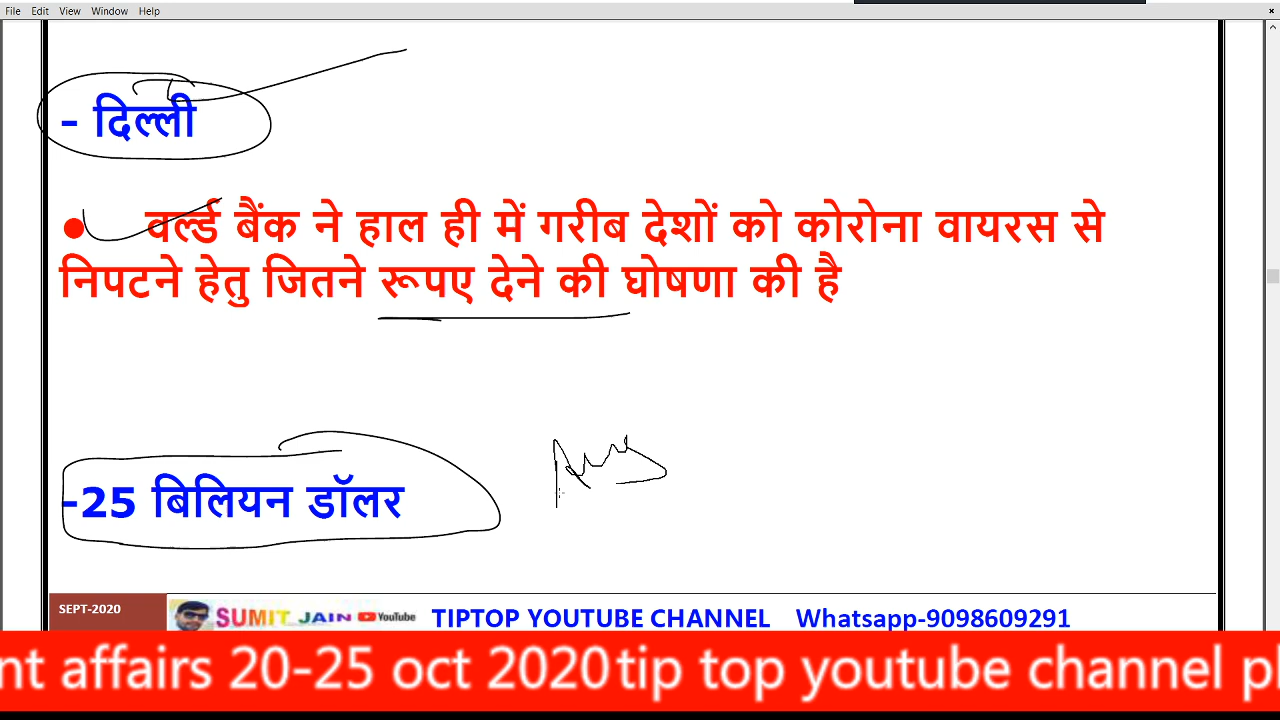 File Edit View Window Help
- दिल्ली
● वर्ल्ड बैंक ने हाल ही में गरीब देशों को कोरोना वायरस से
निपटने हेतु जितने रूपए देने की घोषणा की है
-25 बिलियन डॉलर
SEPT-2020 SUMIT JAIN YouTube TIPTOP YOUTUBE CHANNEL Whatsapp-9098609291
nt affairs 20-25 oct 2020 tip top youtube channel pl